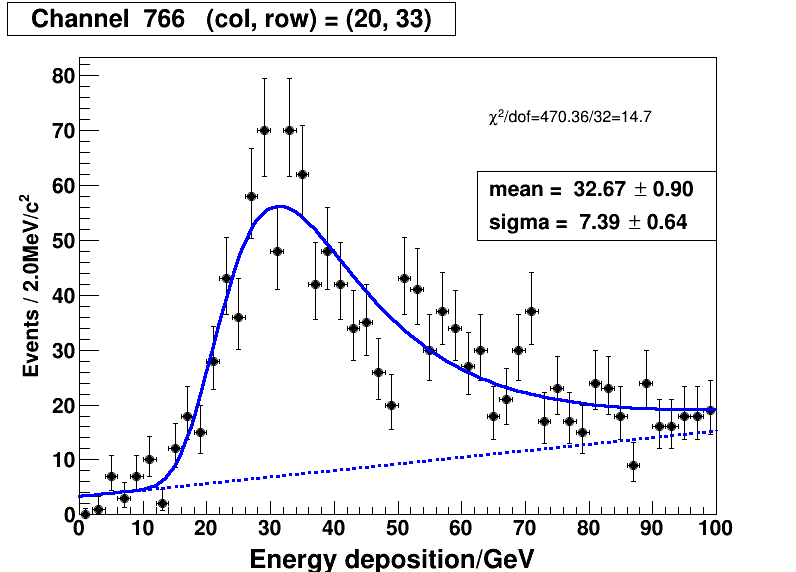 Channel 766 (col, row) = (20, 33)
χ²/dof=470.36/32=14.7
mean = 32.67 ± 0.90
sigma = 7.39 ± 0.64
Events / 2.0MeV/c²
80
70
60
50
40
30
20
10
0
0 10 20 30 40 50 60 70 80 90 100
Energy deposition/GeV